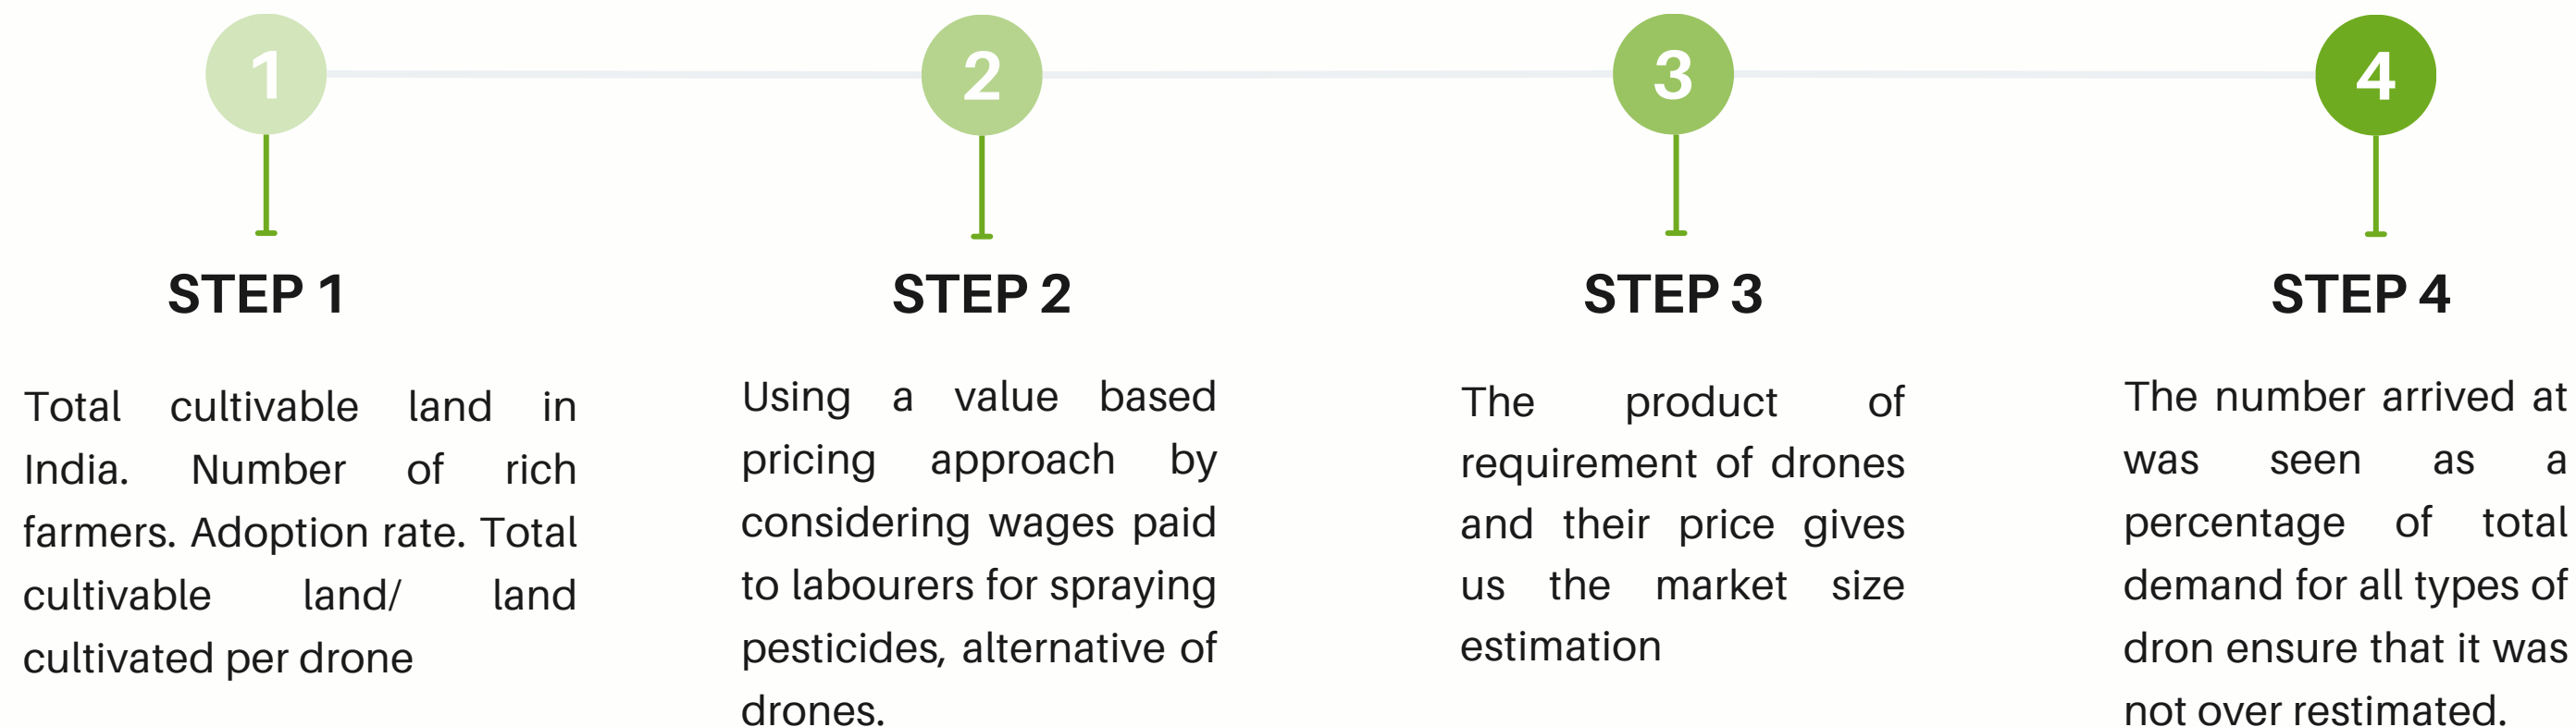 1
2
3
4
STEP 1
Total cultivable land in
India. Number of rich
farmers. Adoption rate. Total
cultivable land/ land
cultivated per drone
STEP 2
Using a value based
pricing approach by
considering wages paid
to labourers for spraying
pesticides, alternative of
drones.
STEP 3
The product of
requirement of drones
and their price gives
us the market size
estimation
STEP 4
The number arrived at
was seen as a
percentage of total
demand for all types of
dron ensure that it was
not over restimated.